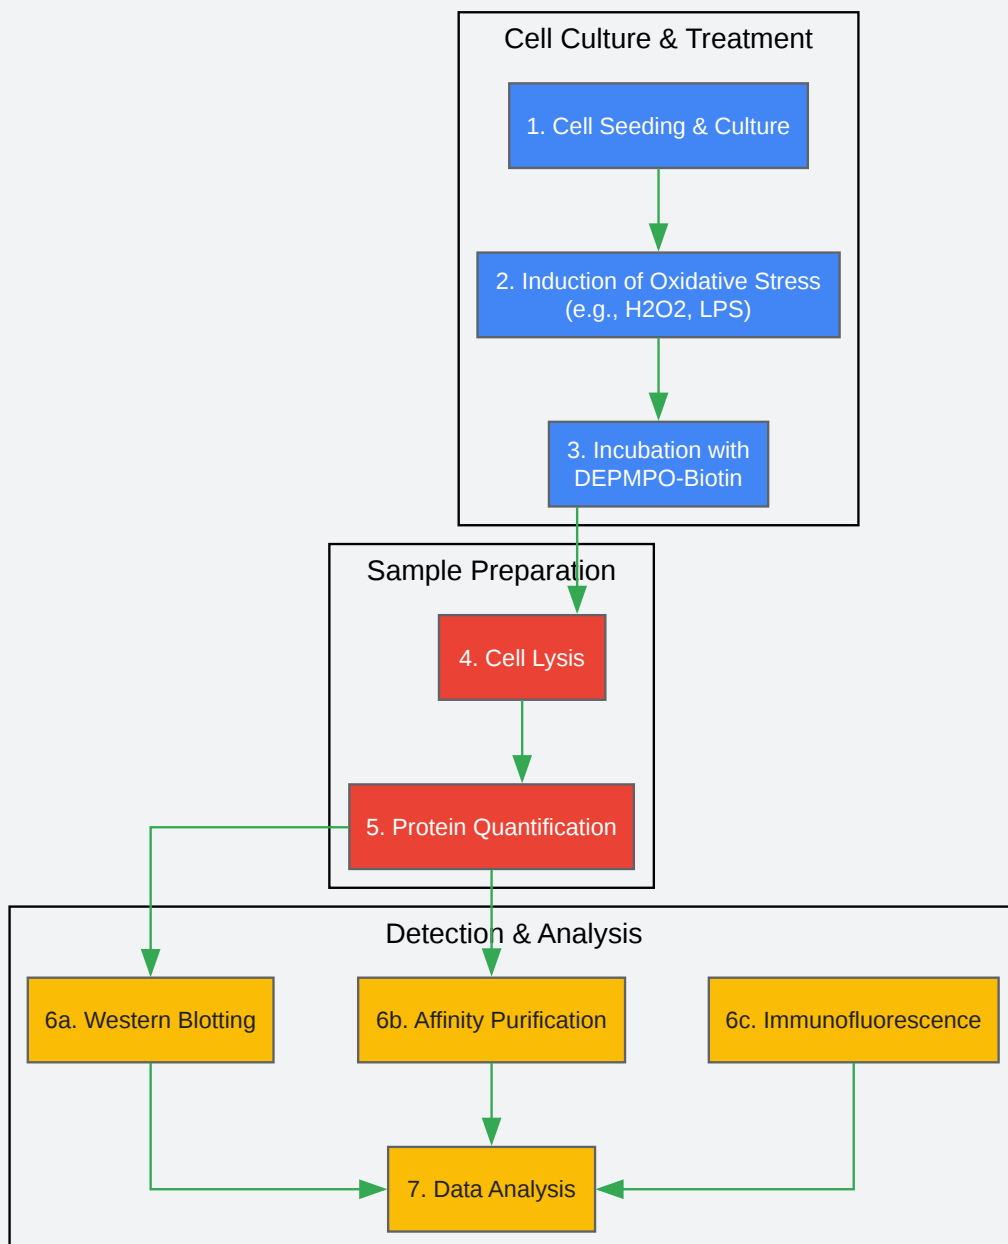 Cell Culture & Treatment
1. Cell Seeding & Culture
2. Induction of Oxidative Stress
(e.g., H2O2, LPS)
3. Incubation with
DEPMPO-Biotin
Sample Preparation
4. Cell Lysis
5. Protein Quantification
Detection & Analysis
6a. Western Blotting
6b. Affinity Purification
6c. Immunofluorescence
7. Data Analysis